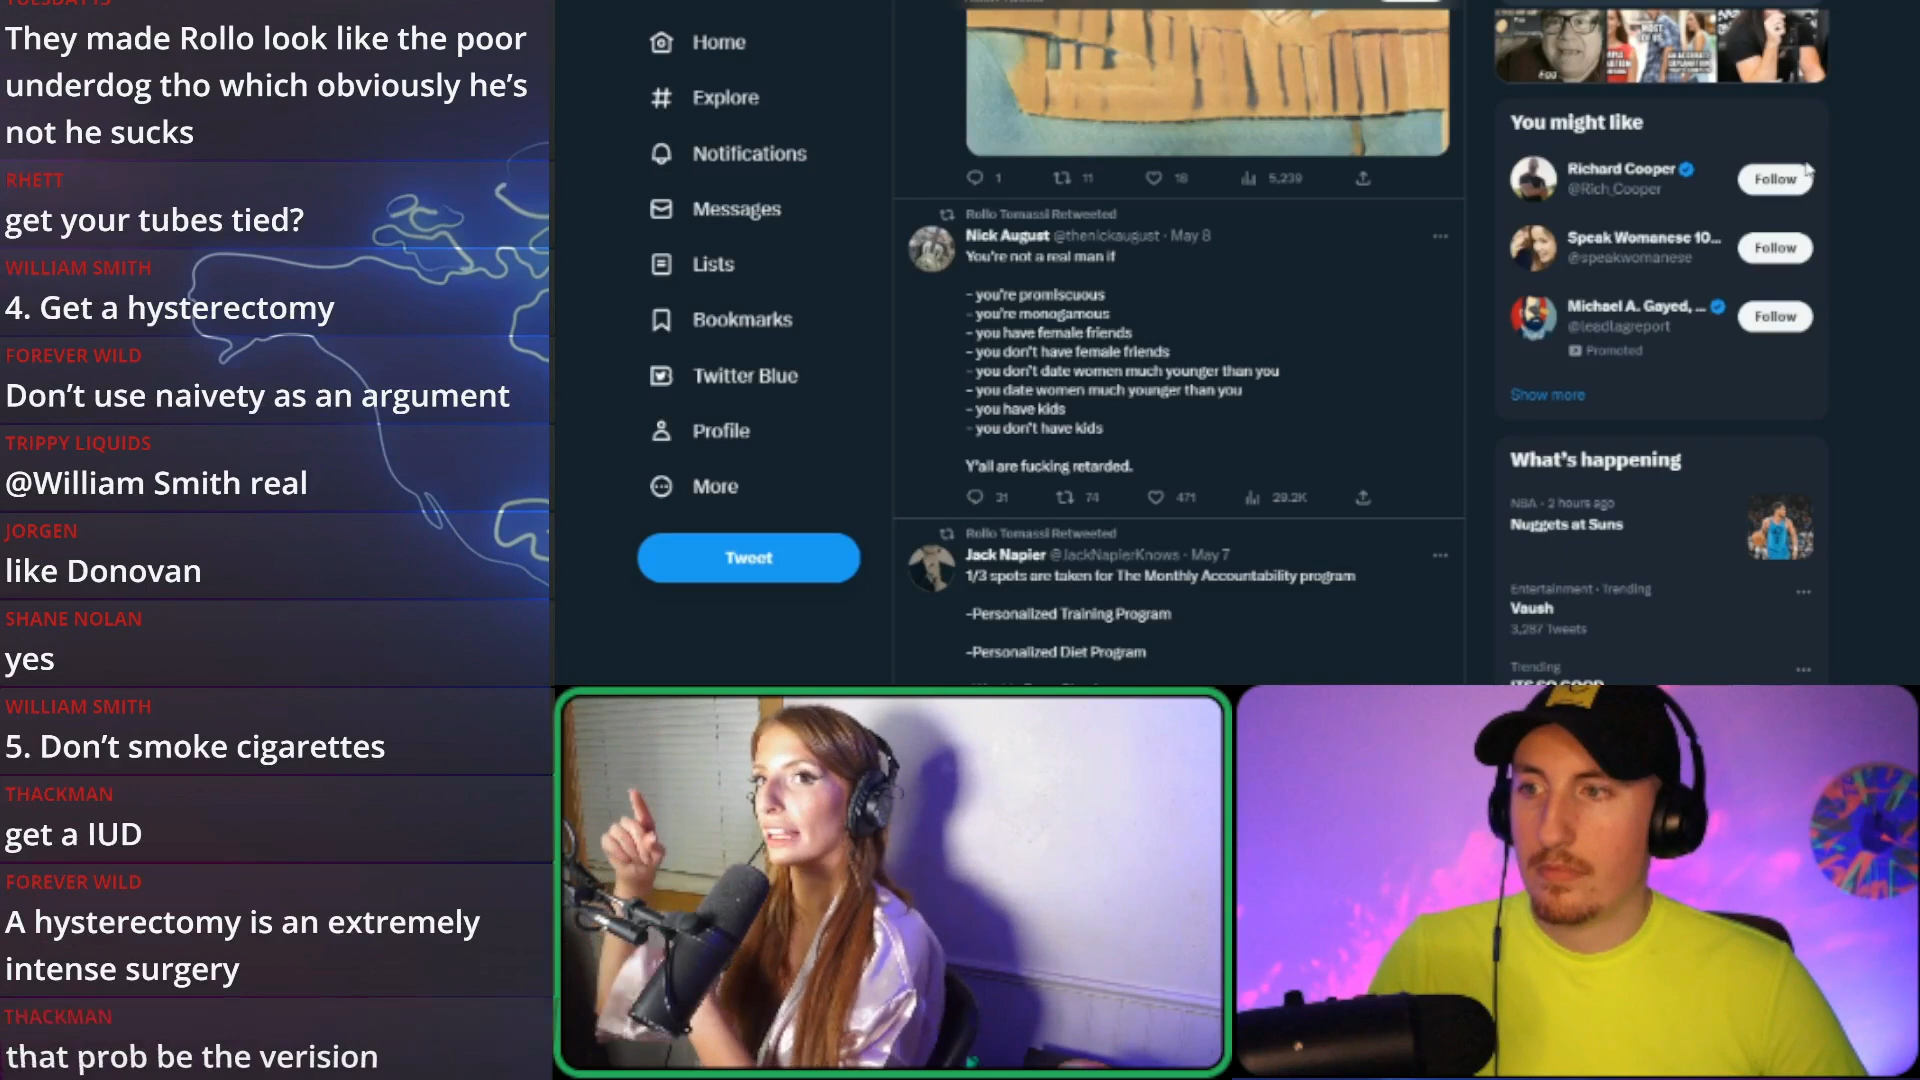 They made Rollo look like the poor
underdog tho which obviously he's
not he sucks
RHETT
get your tubes tied?
WILLIAM SMITH
4. Get a hysterectomy
FOREVER WILD
Don't use naivety as an argument
TRIPPY LIQUIDS
@William Smith real
JORGEN
like Donovan
SHANE NOLAN
yes
WILLIAM SMITH
5. Don't smoke cigarettes
THACKMAN
get a IUD
FOREVER WILD
A hysterectomy is an extremely
intense surgery
THACKMAN
that prob be the verision
Home
Explore
Notifications
Messages
Lists
Bookmarks
Twitter Blue
Profile
More
Tweet
1 11 18 5,239
Rollo Tomassi Retweeted
Nick August @thenickaugust · May 8
You're not a real man if
- you're promiscuous
- you're monogamous
- you have female friends
- you don't have female friends
- you don't date women much younger than you
- you date women much younger than you
- you have kids
- you don't have kids
Y'all are fucking retarded.
31 74 471 29.2K
Rollo Tomassi Retweeted
Jack Napier @JackNapierKnows · May 7
1/3 spots are taken for The Monthly Accountability program
-Personalized Training Program
-Personalized Diet Program
Egg
You might like
Richard Cooper
@Rich_Cooper
Follow
Speak Womanese 10...
@speakwomanese
Follow
Michael A. Gayed, ...
@leadlagreport
Promoted
Follow
Show more
What's happening
NBA · 2 hours ago
Nuggets at Suns
Entertainment · Trending
Vaush
3,287 Tweets
Trending